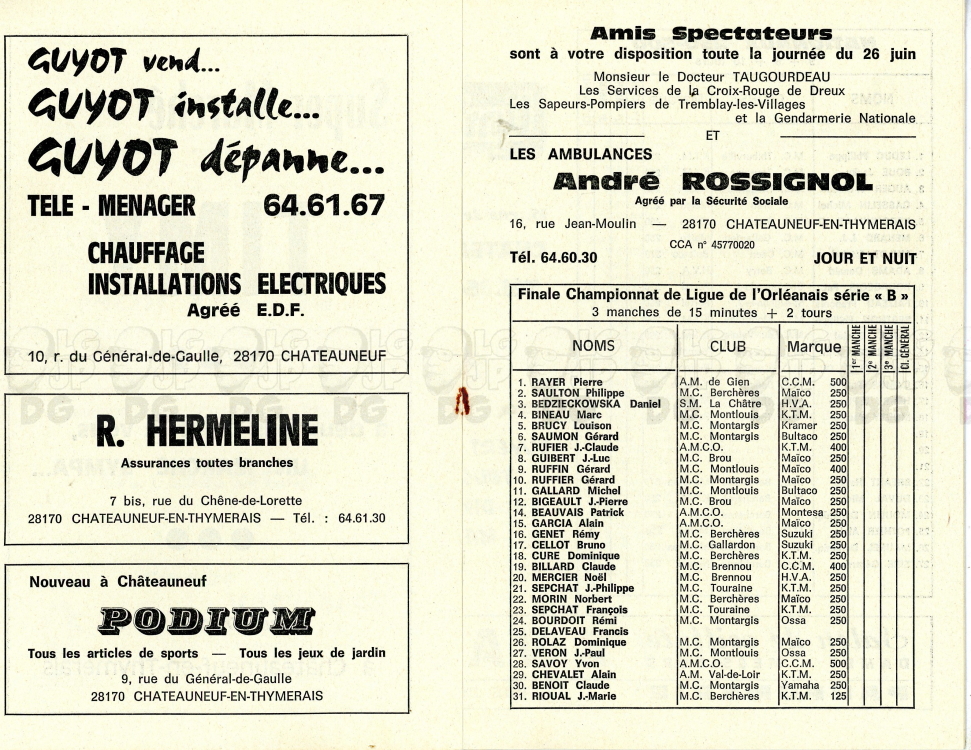 GUYOT vend...
GUYOT installe...
GUYOT dépanne...
TELE - MENAGER 64.61.67
CHAUFFAGE
INSTALLATIONS ELECTRIQUES
Agréé E.D.F.
10, r. du Général-de-Gaulle, 28170 CHATEAUNEUF
R. HERMELINE
Assurances toutes branches
7 bis, rue du Chêne-de-Lorette
28170 CHATEAUNEUF-EN-THYMERAIS — Tél. : 64.61.30
Nouveau à Châteauneuf
PODIUM
Tous les articles de sports — Tous les jeux de jardin
9, rue du Général-de-Gaulle
28170 CHATEAUNEUF-EN-THYMERAIS
Amis Spectateurs
sont à votre disposition toute la journée du 26 juin
Monsieur le Docteur TAUGOURDEAU
Les Services de la Croix-Rouge de Dreux
Les Sapeurs-Pompiers de Tremblay-les-Villages
et la Gendarmerie Nationale
ET
LES AMBULANCES
André ROSSIGNOL
Agréé par la Sécurité Sociale
16, rue Jean-Moulin — 28170 CHATEAUNEUF-EN-THYMERAIS
CCA n° 45770020
Tél. 64.60.30 JOUR ET NUIT
Finale Championnat de Ligue de l'Orléanais série « B »
3 manches de 15 minutes + 2 tours
NOMS CLUB Marque 1er MANCHE 2e MANCHE 3e MANCHE Cl. GÉNÉRAL
1. RAYER Pierre A.M. de Gien C.C.M. 500
2. SAULTON Philippe M.C. Berchères Maïco 250
3. BEDZIECKOWSKA Daniel S.M. La Châtre H.V.A. 250
4. BINEAU Marc M.C. Montlouis K.T.M. 250
5. BRUCY Louison M.C. Montargis Kramer 250
6. SAUMON Gérard M.C. Montargis Bultaco 250
7. RUFIER J.-Claude A.M.C.O. K.T.M. 400
8. GUIBERT J.-Luc M.C. Brou Maïco 250
9. RUFFIN Gérard M.C. Montlouis Maïco 400
10. RUFFIER Gérard M.C. Montargis Maïco 250
11. GALLARD Michel M.C. Montlouis Bultaco 250
12. BIGEAULT J.-Pierre M.C. Brou Maïco 250
14. BEAUVAIS Patrick A.M.C.O. Montesa 250
15. GARCIA Alain A.M.C.O. Maïco 250
16. GENET Rémy M.C. Berchères Suzuki 250
17. CELLOT Bruno M.C. Gallardon Suzuki 250
18. CURE Dominique M.C. Berchères K.T.M. 250
19. BILLARD Claude M.C. Brennou C.C.M. 400
20. MERCIER Noël M.C. Brennou H.V.A. 250
21. SEPCHAT J.-Philippe M.C. Touraine K.T.M. 250
22. MORIN Norbert M.C. Berchères Maïco 250
23. SEPCHAT François M.C. Touraine K.T.M. 250
24. BOURDOIT Rémi M.C. Montargis Ossa 250
25. DELAVEAU Francis
26. ROLAZ Dominique M.C. Montargis Maïco 250
27. VERON J.-Paul M.C. Montlouis Ossa 250
28. SAVOY Yvon A.M.C.O. C.C.M. 500
29. CHEVALET Alain A.M. Val-de-Loir K.T.M. 250
30. BENOIT Claude M.C. Montargis Yamaha 250
31. RIOUAL J.-Marie M.C. Berchères K.T.M. 125